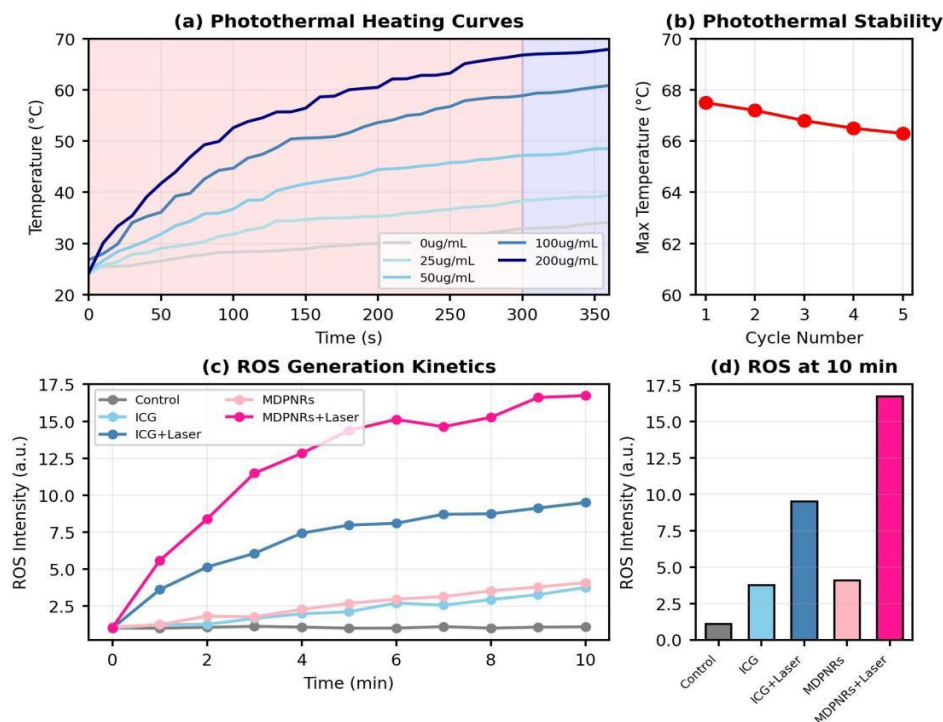 (a) Photothermal Heating Curves
70
60
50
40
30
20
Temperature (°C)
0ug/mL
25ug/mL
50ug/mL
100ug/mL
200ug/mL
0 50 100 150 200 250 300 350
Time (s)
(b) Photothermal Stability
70
68
66
64
62
60
Max Temperature (°C)
1 2 3 4 5
Cycle Number
(c) ROS Generation Kinetics
17.5
15.0
12.5
10.0
7.5
5.0
2.5
ROS Intensity (a.u.)
Control
ICG
ICG+Laser
MDPNRs
MDPNRs+Laser
0 2 4 6 8 10
Time (min)
(d) ROS at 10 min
17.5
15.0
12.5
10.0
7.5
5.0
2.5
0.0
ROS Intensity (a.u.)
Control
ICG
ICG+Laser
MDPNRs
MDPNRs+Laser